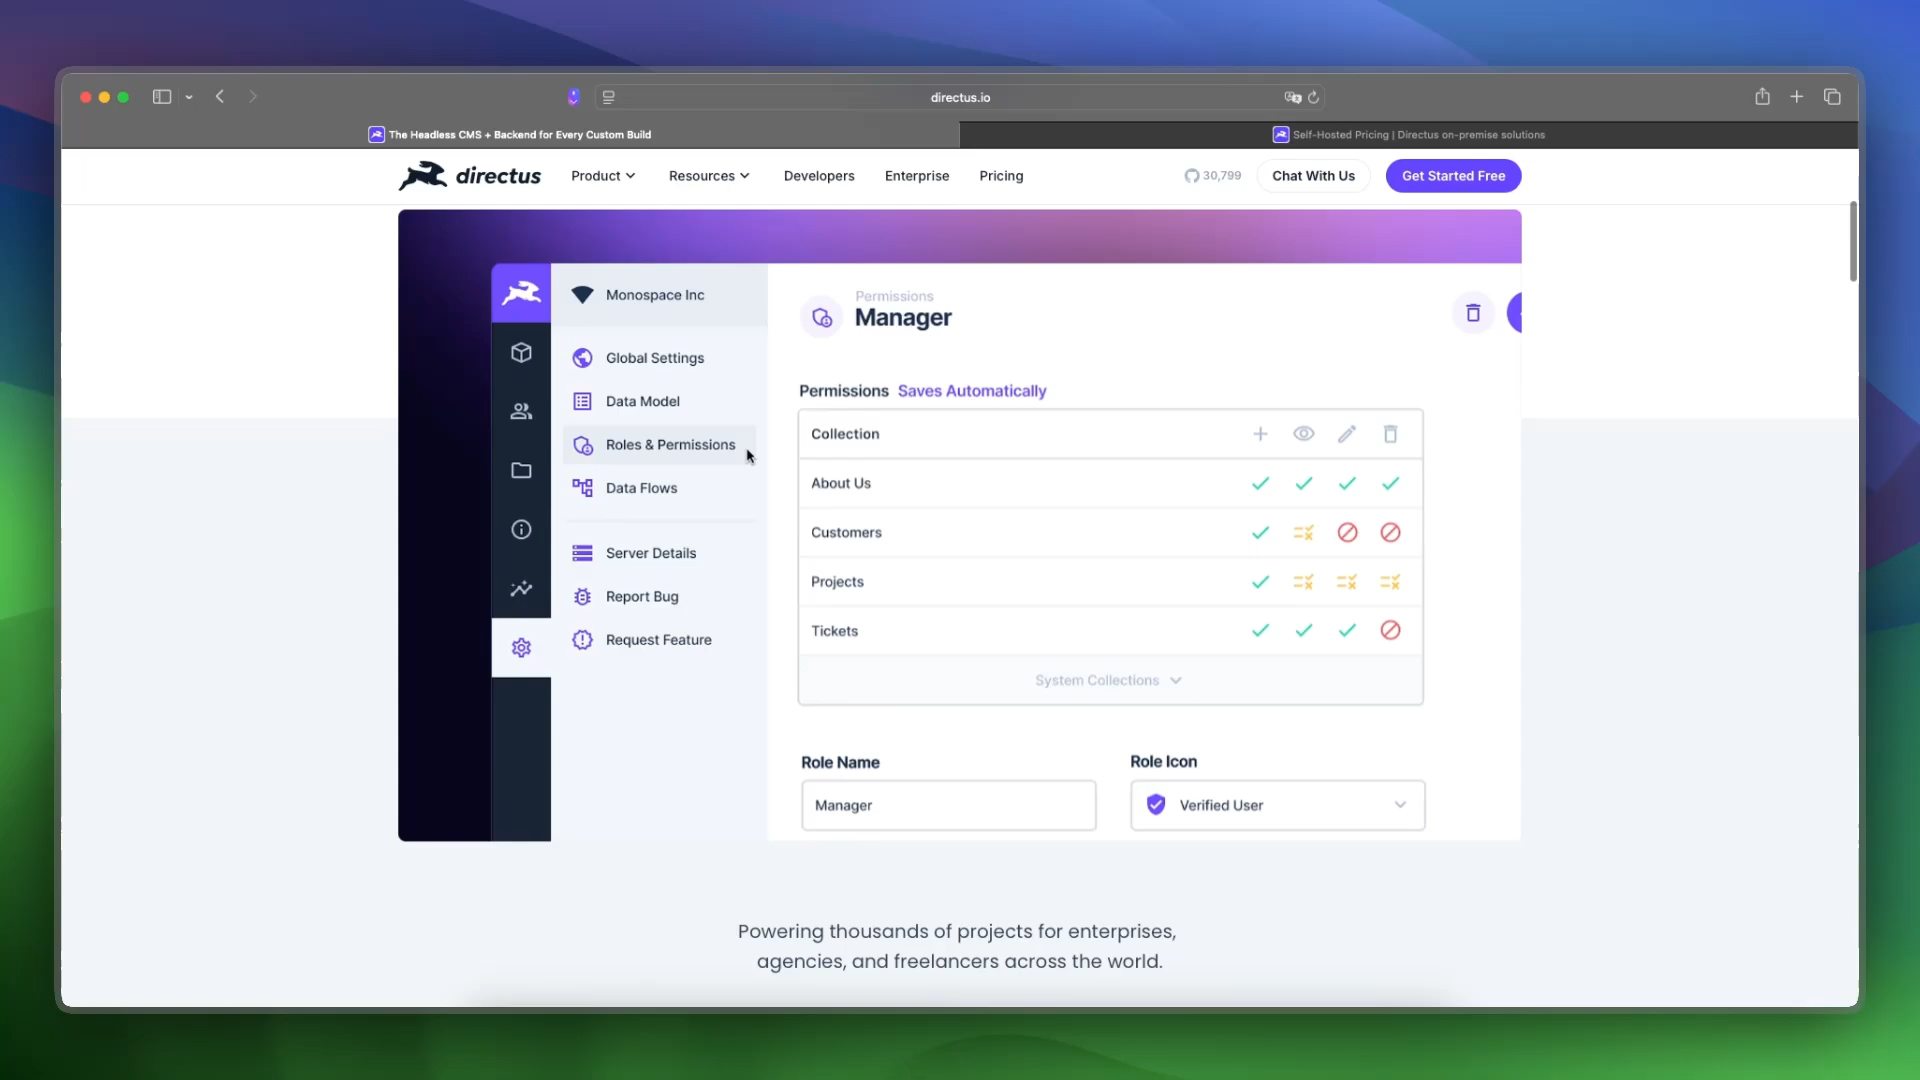 directus.io
The Headless CMS + Backend for Every Custom Build
Self-Hosted Pricing | Directus on-premise solutions
directus
Product
Resources
Developers
Enterprise
Pricing
30,799
Chat With Us
Get Started Free
Monospace Inc
Global Settings
Data Model
Roles & Permissions
Data Flows
Server Details
Report Bug
Request Feature
Permissions
Manager
Permissions Saves Automatically
Collection
About Us
Customers
Projects
Tickets
System Collections
Role Name
Manager
Role Icon
Verified User
Powering thousands of projects for enterprises,
agencies, and freelancers across the world.